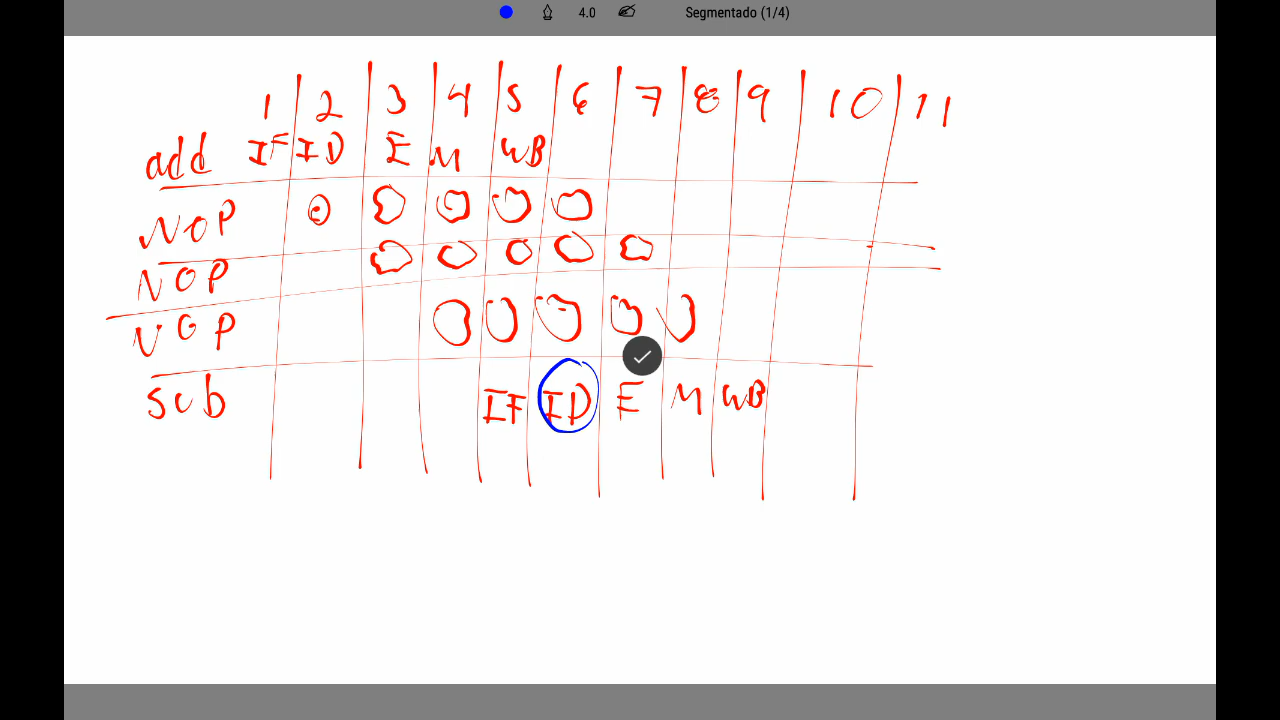 4.0 Segmentado (1/4)
1 2 3 4 5 6 7 8 9 10 11
add IF ID E M WB
NOP
NOP
NOP
sub IF ID E M WB